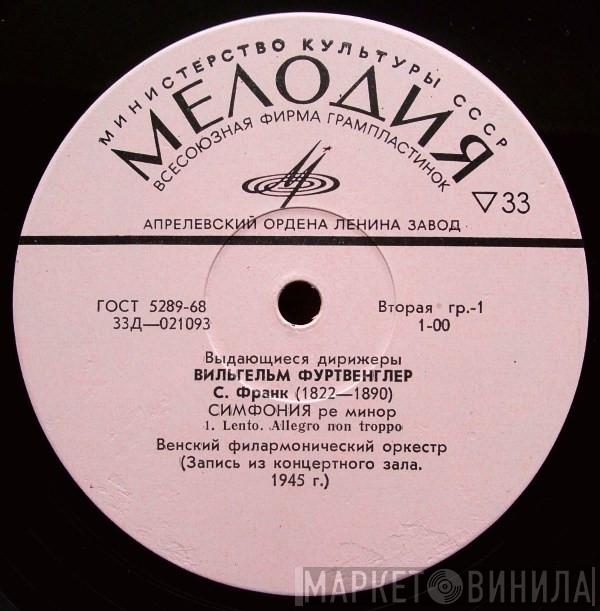 МИНИСТЕРСТВО КУЛЬТУРЫ СССР
МЕЛОДИЯ
ВСЕСОЮЗНАЯ ФИРМА ГРАМПЛАСТИНОК
▽33
АПРЕЛЕВСКИЙ ОРДЕНА ЛЕНИНА ЗАВОД
ГОСТ 5289-68
Вторая гр.-1
33Д—021093
1-00
Выдающиеся дирижеры
ВИЛЬГЕЛЬМ ФУРТВЕНГЛЕР
С. Франк (1822—1890)
СИМФОНИЯ ре минор
1. Lento. Allegro non troppo
Венский филармонический оркестр
(Запись из концертного зала.
1945 г.)
МАРКЕТ ВИНИЛА